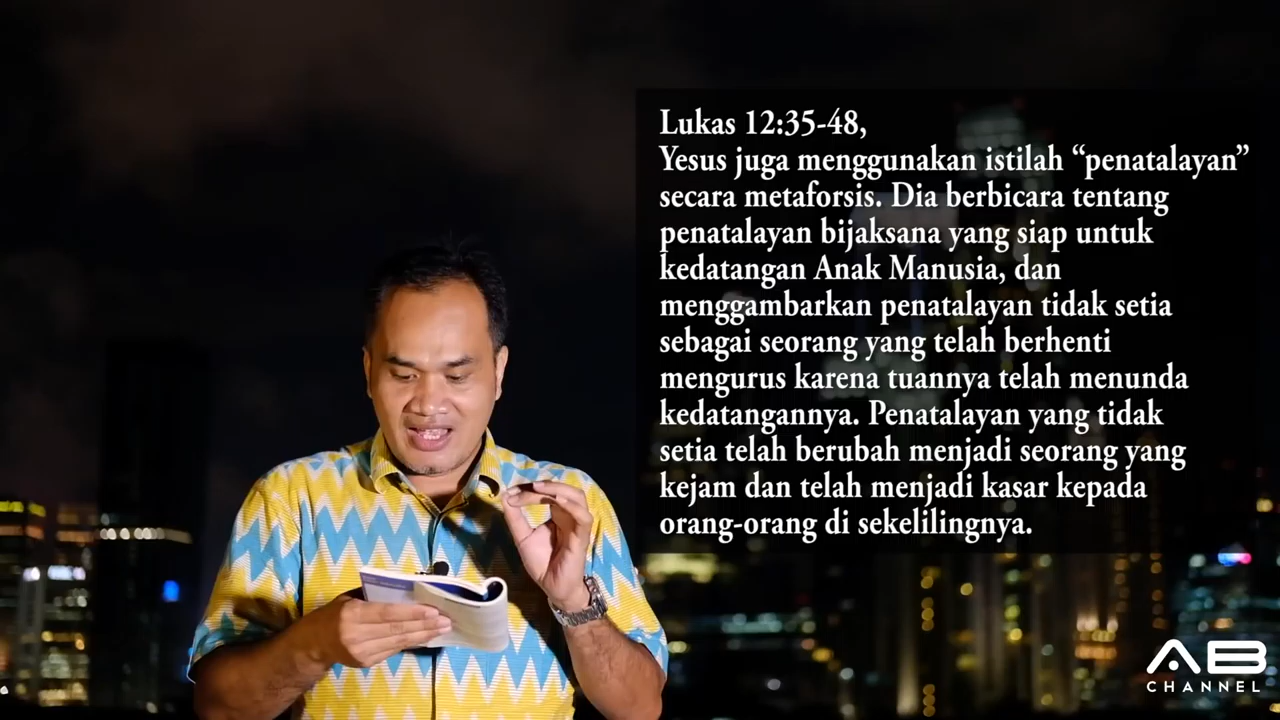 Lukas 12:35-48,
Yesus juga menggunakan istilah “penatalayan”
secara metaforsis. Dia berbicara tentang
penatalayan bijaksana yang siap untuk
kedatangan Anak Manusia, dan
menggambarkan penatalayan tidak setia
sebagai seorang yang telah berhenti
mengurus karena tuannya telah menunda
kedatangannya. Penatalayan yang tidak
setia telah berubah menjadi seorang yang
kejam dan telah menjadi kasar kepada
orang-orang di sekelilingnya.
AB
CHANNEL